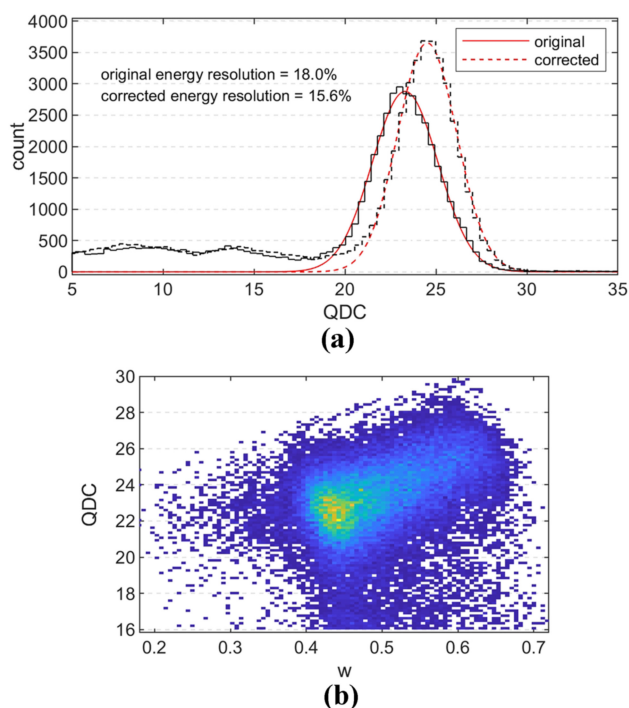 4000
3500
3000
2500
2000
1500
1000
500
0
count
original energy resolution = 18.0%
corrected energy resolution = 15.6%
original
corrected
5 10 15 20 25 30 35
QDC
(a)
30
28
26
24
22
20
18
16
QDC
0.2 0.3 0.4 0.5 0.6 0.7
w
(b)